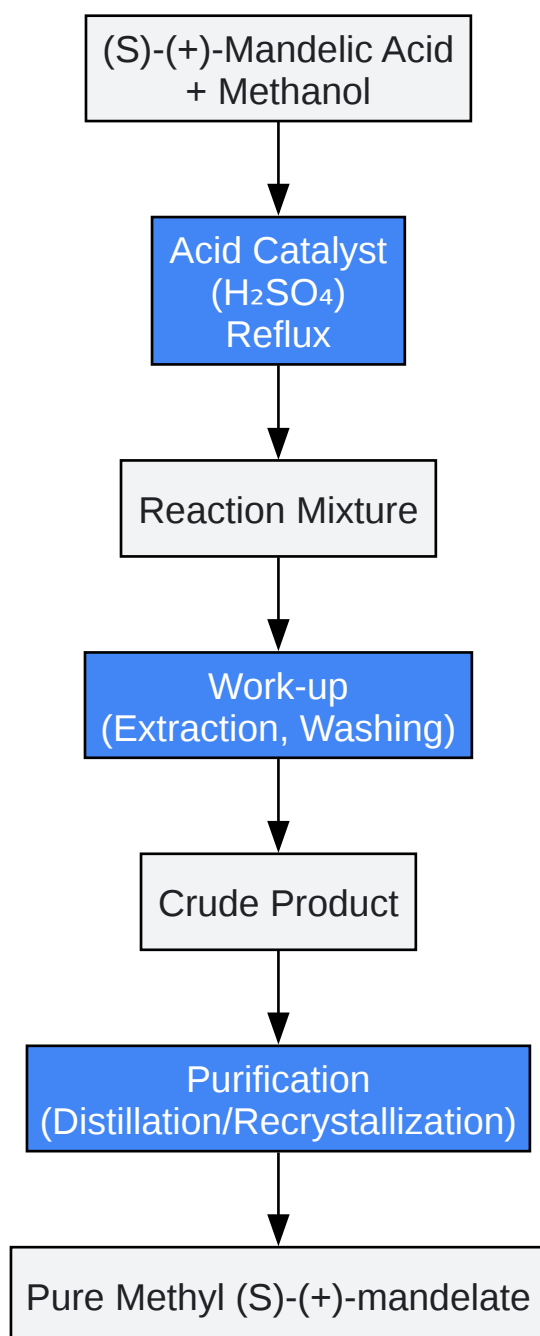 (S)-(+)-Mandelic Acid
+ Methanol
Acid Catalyst
(H₂SO₄)
Reflux
Reaction Mixture
Work-up
(Extraction, Washing)
Crude Product
Purification
(Distillation/Recrystallization)
Pure Methyl (S)-(+)-mandelate